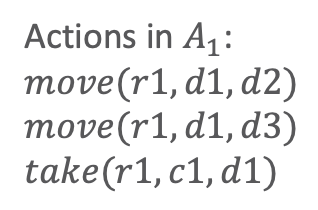 Actions in A₁:
move(r1, d1, d2)
move(r1, d1, d3)
take(r1, c1, d1)